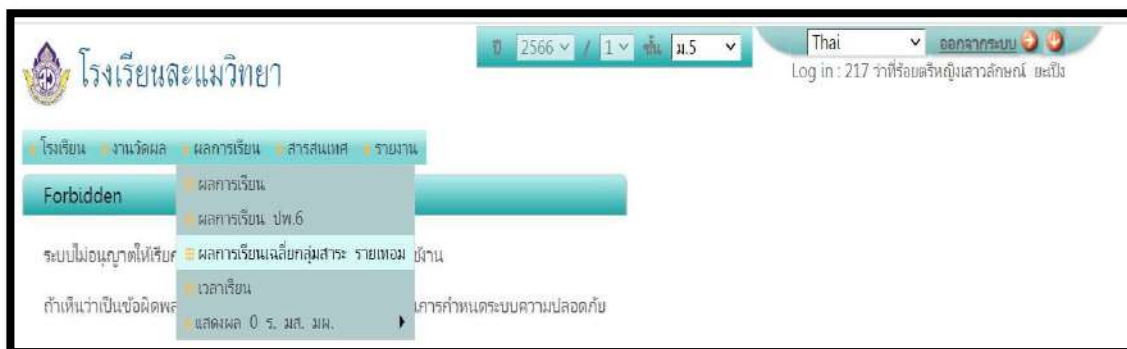 โรงเรียนละแมวิทยา
ปี 2566 / 1 ชั้น ม.5
Thai ออกจากระบบ
Log in : 217 ว่าที่ร้อยตรีหญิงเสาวลักษณ์ ยะเปิง
โรงเรียน งานวัดผล ผลการเรียน สารสนเทศ รายงาน
Forbidden
ผลการเรียน
ผลการเรียน ปพ.6
ระบบไม่อนุญาตให้เรียก
ผลการเรียนเฉลี่ยกลุ่มสาระ รายเทอม
เวลาเรียน
ถ้าเห็นว่าเป็นข้อผิดพล
การกำหนดระบบความปลอดภัย
แสดงผล 0 ร. มส. มผ.